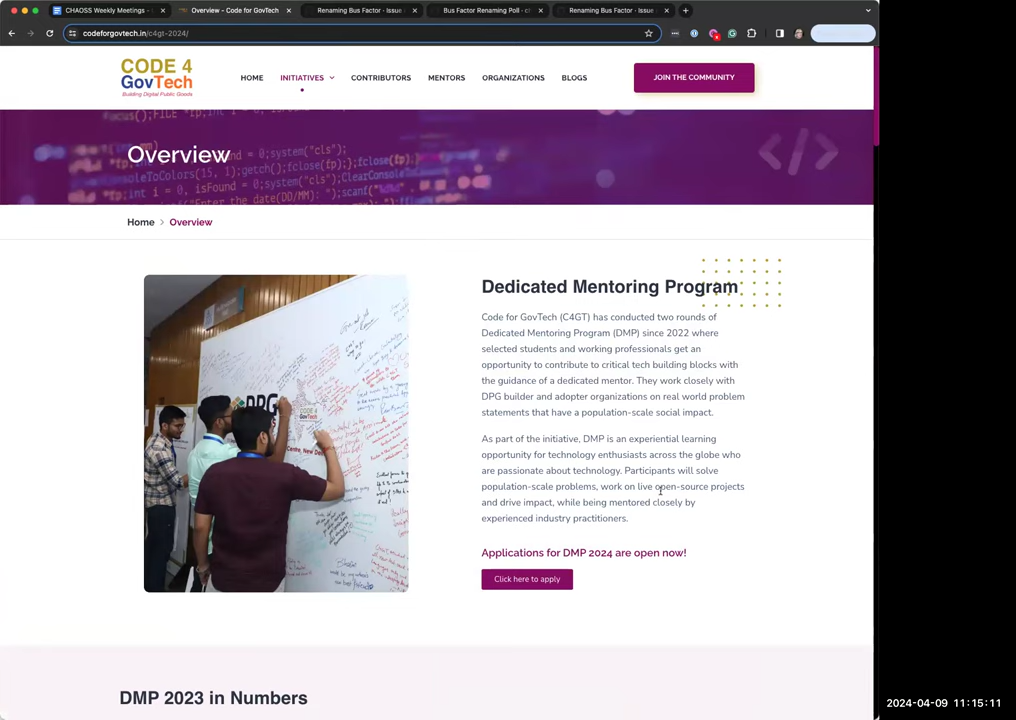 CHAOSS Weekly Meetings -
Overview – Code for GovTech
Renaming Bus Factor · Issue
Bus Factor Renaming Poll - c
Renaming Bus Factor · Issue
codeforgovtech.in/c4gt-2024/
CODE 4
GovTech
Building Digital Public Goods
HOME
INITIATIVES
CONTRIBUTORS
MENTORS
ORGANIZATIONS
BLOGS
JOIN THE COMMUNITY
Overview
Home > Overview
DPG
CODE 4
GovTech
Dedicated Mentoring Program
Code for GovTech (C4GT) has conducted two rounds of
Dedicated Mentoring Program (DMP) since 2022 where
selected students and working professionals get an
opportunity to contribute to critical tech building blocks with
the guidance of a dedicated mentor. They work closely with
DPG builder and adopter organizations on real world problem
statements that have a population-scale social impact.
As part of the initiative, DMP is an experiential learning
opportunity for technology enthusiasts across the globe who
are passionate about technology. Participants will solve
population-scale problems, work on live open-source projects
and drive impact, while being mentored closely by
experienced industry practitioners.
Applications for DMP 2024 are open now!
Click here to apply
DMP 2023 in Numbers
2024-04-09 11:15:11